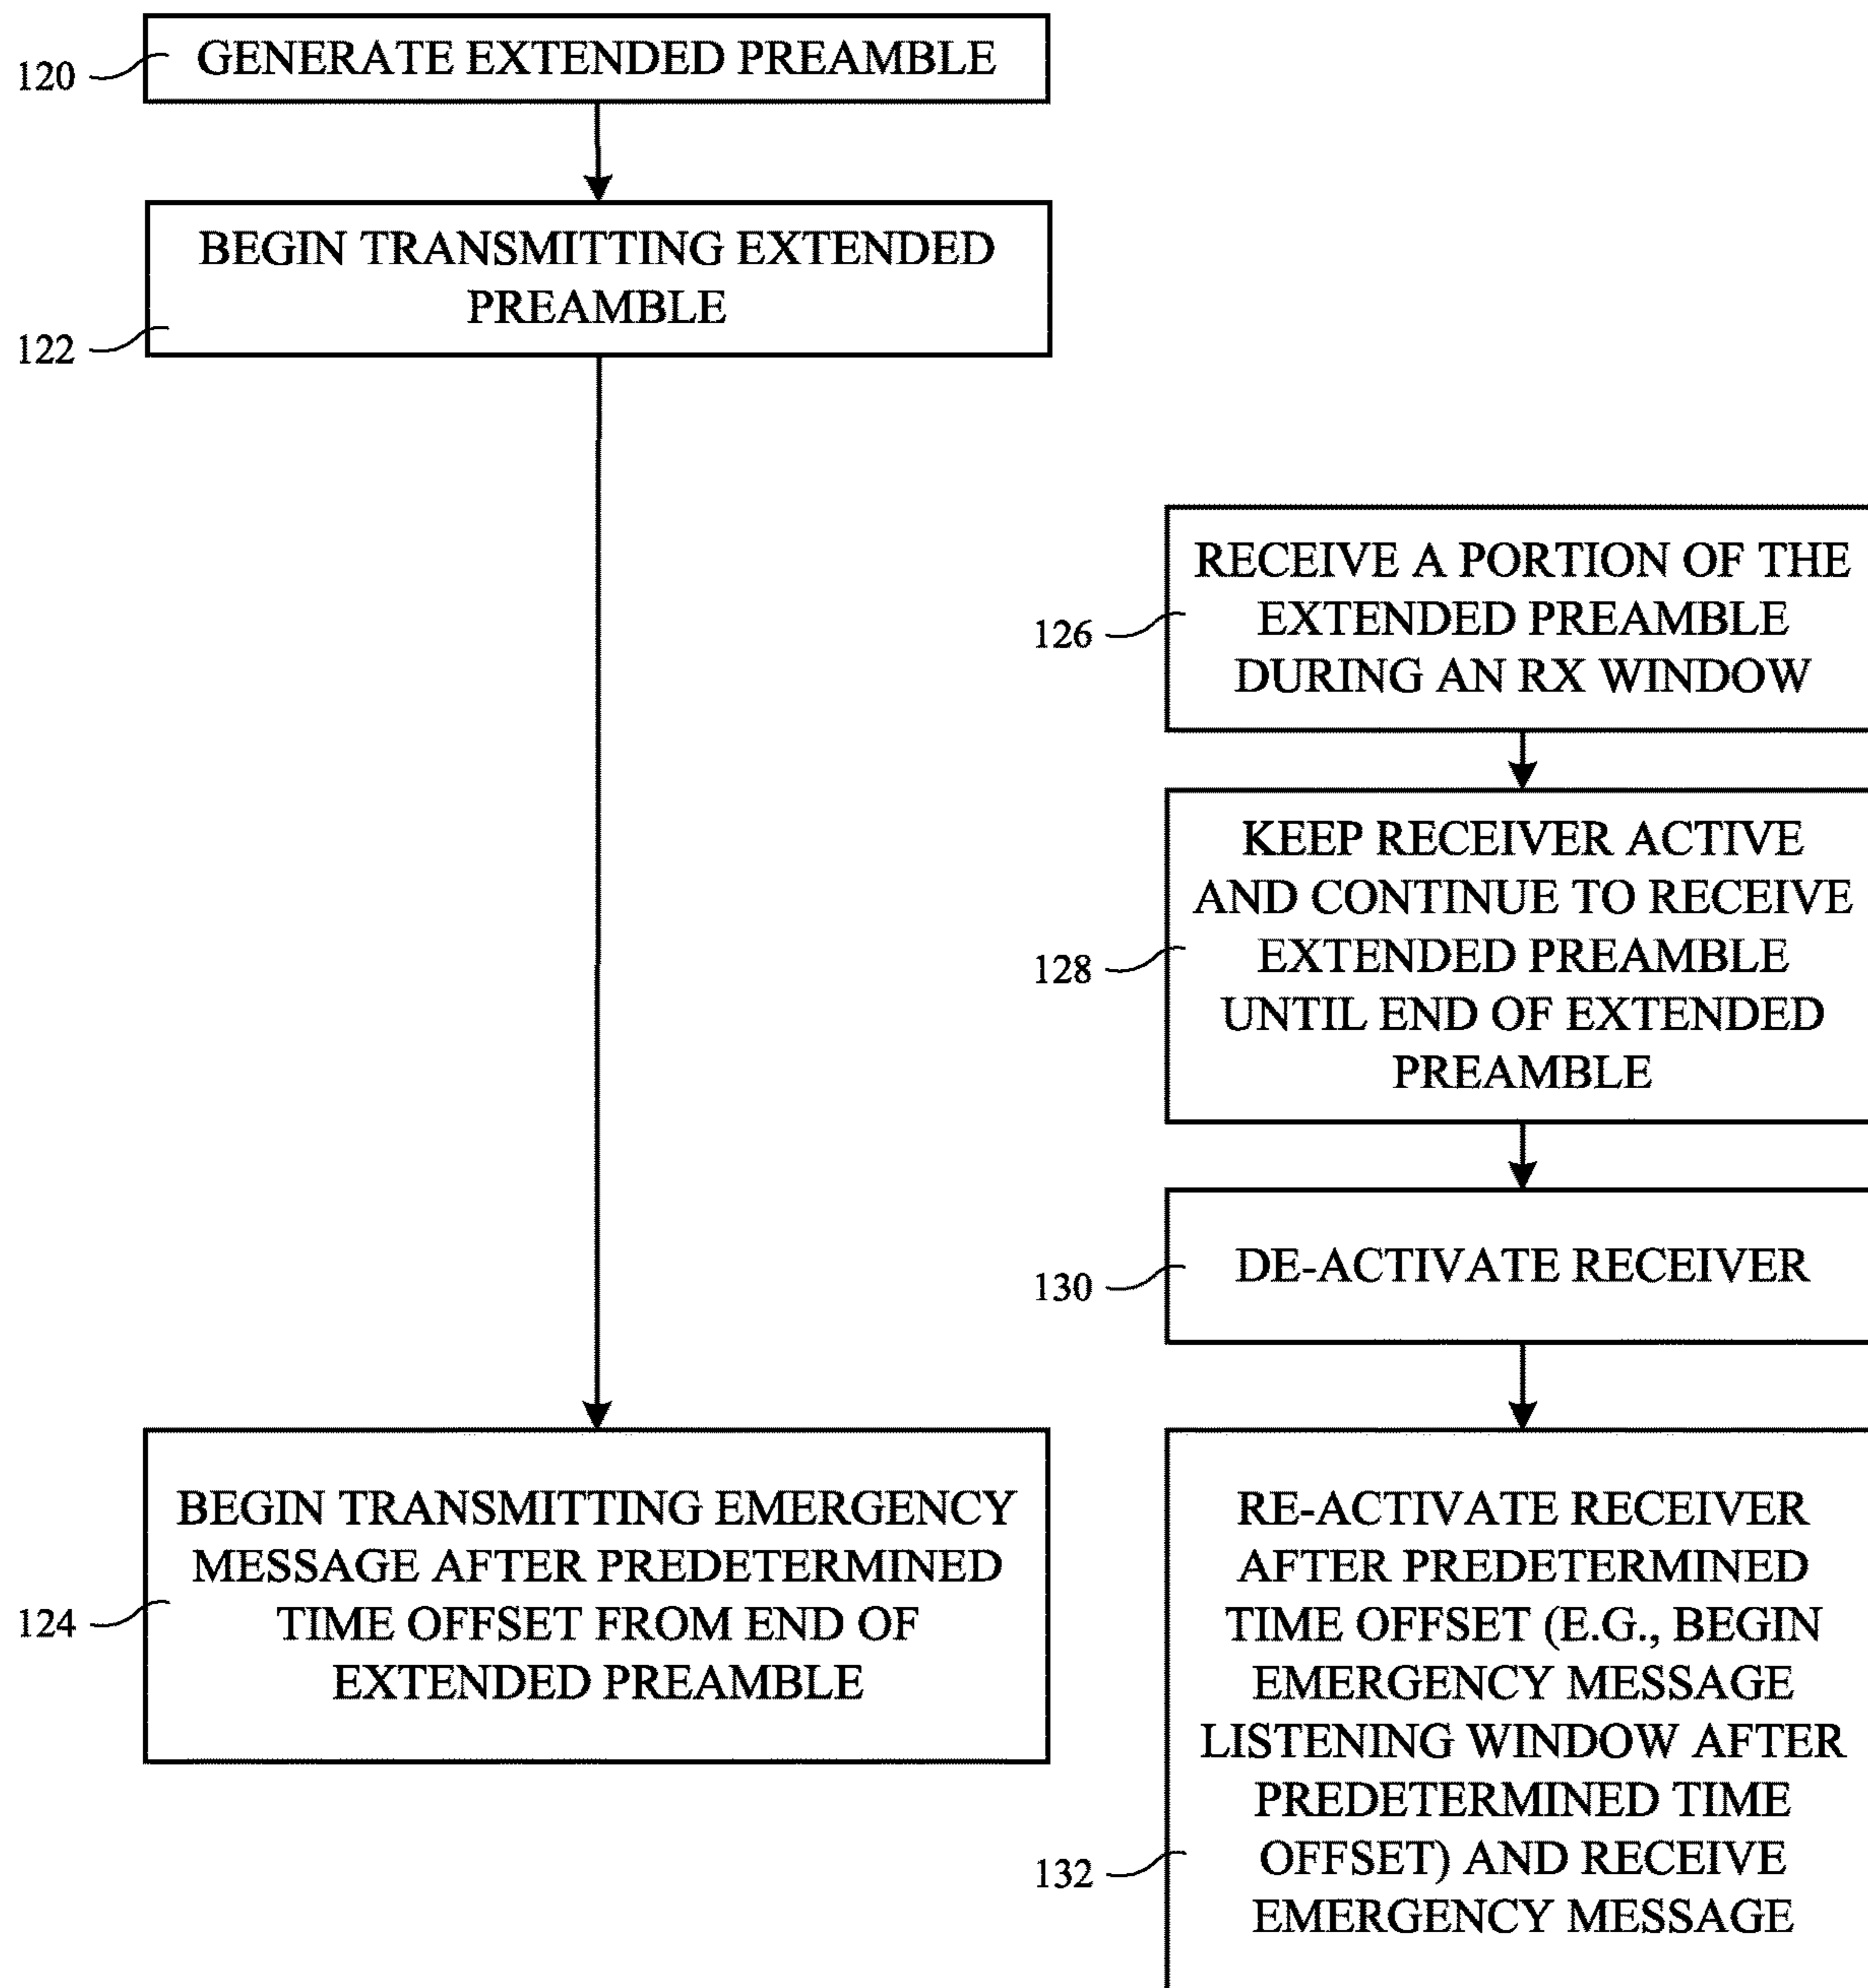 120
GENERATE EXTENDED PREAMBLE
BEGIN TRANSMITTING EXTENDED
PREAMBLE
122
BEGIN TRANSMITTING EMERGENCY
MESSAGE AFTER PREDETERMINED
TIME OFFSET FROM END OF
EXTENDED PREAMBLE
124
RECEIVE A PORTION OF THE
EXTENDED PREAMBLE
DURING AN RX WINDOW
126
KEEP RECEIVER ACTIVE
AND CONTINUE TO RECEIVE
EXTENDED PREAMBLE
UNTIL END OF EXTENDED
PREAMBLE
128
DE-ACTIVATE RECEIVER
130
RE-ACTIVATE RECEIVER
AFTER PREDETERMINED
TIME OFFSET (E.G., BEGIN
EMERGENCY MESSAGE
LISTENING WINDOW AFTER
PREDETERMINED TIME
OFFSET) AND RECEIVE
EMERGENCY MESSAGE
132